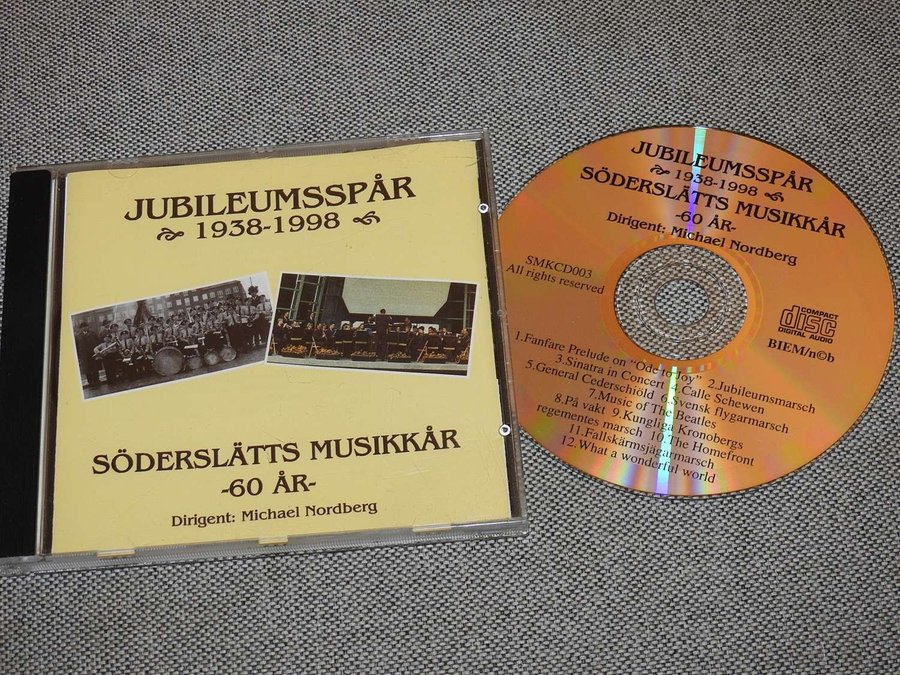 JUBILEUMSSPÅR
1938-1998
SÖDERSLÄTTS MUSIKKÅR
-60 ÅR-
Dirigent: Michael Nordberg
JUBILEUMSSPÅR
1938-1998
SÖDERSLÄTTS MUSIKKÅR
-60 ÅR-
Dirigent: Michael Nordberg
SMKCD003
All rights reserved
COMPACT
disc
DIGITAL AUDIO
BIEM/n©b
1.Fanfare Prelude on "Ode to Joy" 2.Jubileumsmarsch
3.Sinatra in Concert 4.Calle Schewen
5.General Cederschiöld 6.Svensk flygarmarsch
7.Music of The Beatles
8.På vakt 9.Kungliga Kronobergs
regementes marsch 10.The Homefront
11.Fallskärmsjägarmarsch
12.What a wonderful world